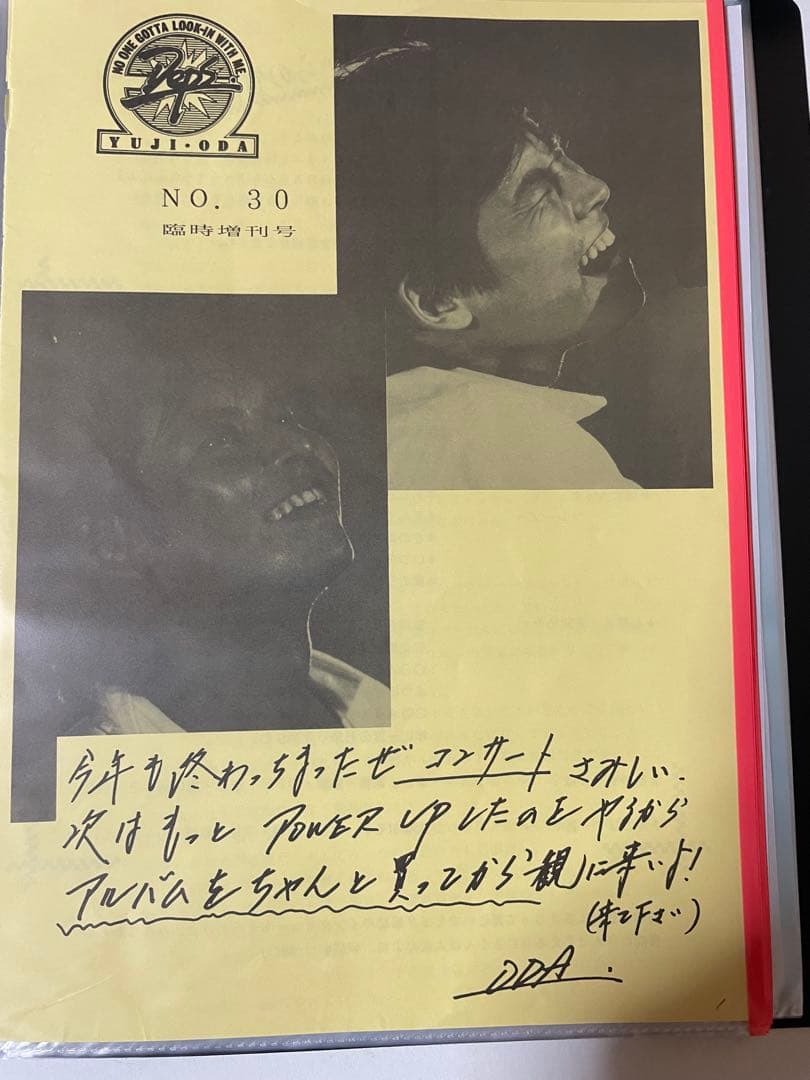 NO ONE GOTTA LOOK-IN WITH ME
YUJI・ODA
NO. 30
臨時増刊号
今年も終わっちまったぜ コンサート さみしい.
次はもっと POWER UP したのをやるから
アルバムをちゃんと買ってから観に来いよ!
(来て下さい)
ODA.